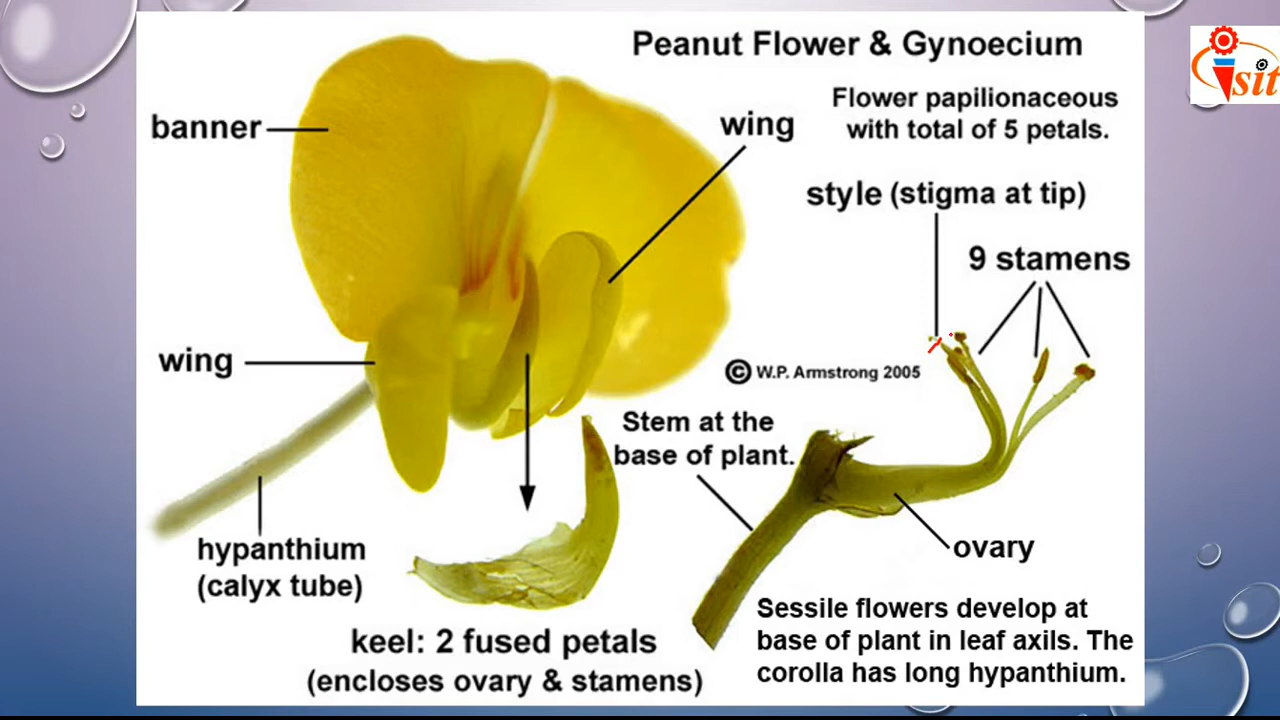 Peanut Flower & Gynoecium
Flower papilionaceous
with total of 5 petals.
banner
wing
style (stigma at tip)
9 stamens
wing
© W.P. Armstrong 2005
Stem at the
base of plant.
hypanthium
(calyx tube)
ovary
keel: 2 fused petals
(encloses ovary & stamens)
Sessile flowers develop at
base of plant in leaf axils. The
corolla has long hypanthium.
sit